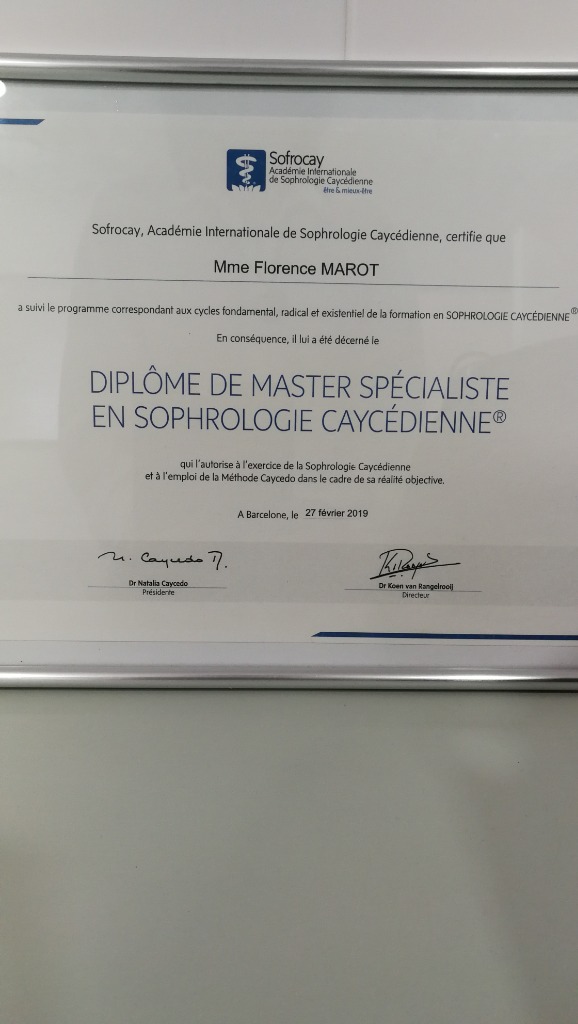 Sofrocay
Académie Internationale
de Sophrologie Caycédienne
être & mieux-être
Sofrocay, Académie Internationale de Sophrologie Caycédienne, certifie que
Mme Florence MAROT
a suivi le programme correspondant aux cycles fondamental, radical et existentiel de la formation en SOPHROLOGIE CAYCÉDIENNE®
En conséquence, il lui a été décerné le
DIPLÔME DE MASTER SPÉCIALISTE
EN SOPHROLOGIE CAYCÉDIENNE®
qui l'autorise à l'exercice de la Sophrologie Caycédienne
et à l'emploi de la Méthode Caycedo dans le cadre de sa réalité objective.
A Barcelone, le 27 février 2019
N. Caycedo
Dr Natalia Caycedo
Présidente
Dr Koen van Rangelrooij
Directeur